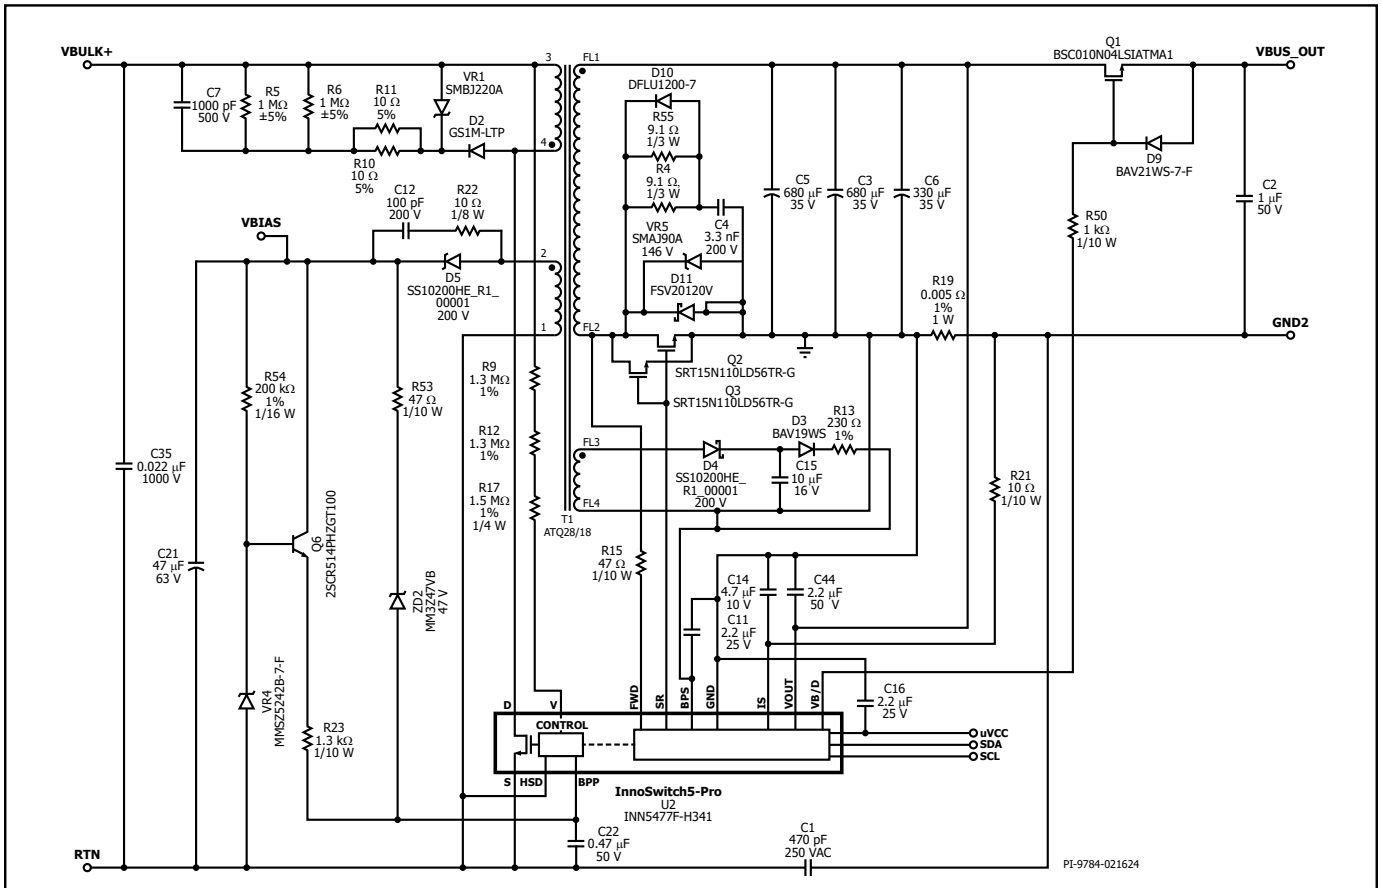 VBULK+
C7
1000 pF
500 V
R5
1 MΩ
±5%
R6
1 MΩ
±5%
R11
10 Ω
5%
R10
10 Ω
5%
VR1
SMBJ220A
D2
GS1M-LTP
3
4
FL1
D10
DFLU1200-7
R55
9.1 Ω
1/3 W
R4
9.1 Ω,
1/3 W
C4
3.3 nF
200 V
VR5
SMAJ90A
146 V
D11
FSV20120V
C5
680 µF
35 V
C3
680 µF
35 V
C6
330 µF
35 V
Q1
BSC010N04LSIATMA1
VBUS_OUT
D9
BAV21WS-7-F
R50
1 kΩ
1/10 W
C2
1 µF
50 V
VBIAS
C12
100 pF
200 V
R22
10 Ω
1/8 W
D5
SS10200HE_R1_
00001
200 V
2
1
FL2
R19
0.005 Ω
1%
1 W
GND2
Q2
SRT15N110LD56TR-G
Q3
SRT15N110LD56TR-G
R54
200 kΩ
1%
1/16 W
R53
47 Ω
1/10 W
R9
1.3 MΩ
1%
R12
1.3 MΩ
1%
R17
1.5 MΩ
1%
1/4 W
FL3
FL4
T1
ATQ28/18
D4
SS10200HE_
R1_00001
200 V
D3
BAV19WS
R13
230 Ω
1%
C15
10 µF
16 V
R21
10 Ω
1/10 W
C35
0.022 µF
1000 V
C21
47 µF
63 V
Q6
2SCR514PHZGT100
ZD2
MM3Z47VB
47 V
R15
47 Ω
1/10 W
C14
4.7 µF
10 V
C11
2.2 µF
25 V
C44
2.2 µF
50 V
C16
2.2 µF
25 V
VR4
MMSZ5242B-7-F
R23
1.3 kΩ
1/10 W
D
V
FWD
SR
BPS
GND
IS
VOUT
VB/D
CONTROL
uVCC
SDA
SCL
S
HSD
BPP
InnoSwitch5-Pro
U2
INN5477F-H341
C22
0.47 µF
50 V
C1
470 pF
250 VAC
RTN
PI-9784-021624